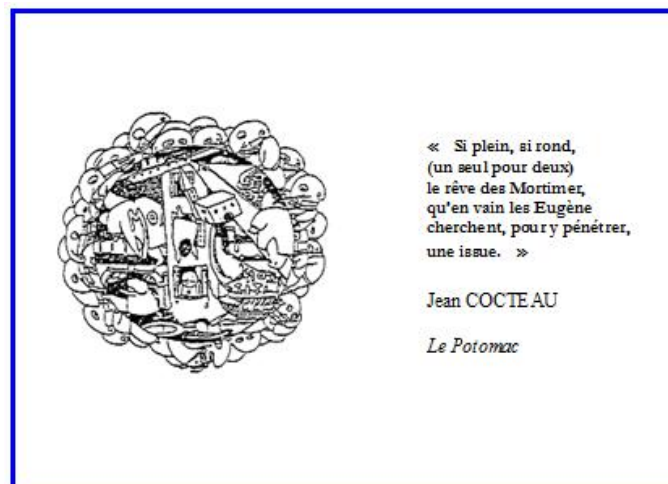 « Si plein, si rond,
(un seul pour deux)
le rêve des Mortimer,
qu'en vain les Eugène
cherchent, pour y pénétrer,
une issue. »
Jean COCTEAU
Le Potomac